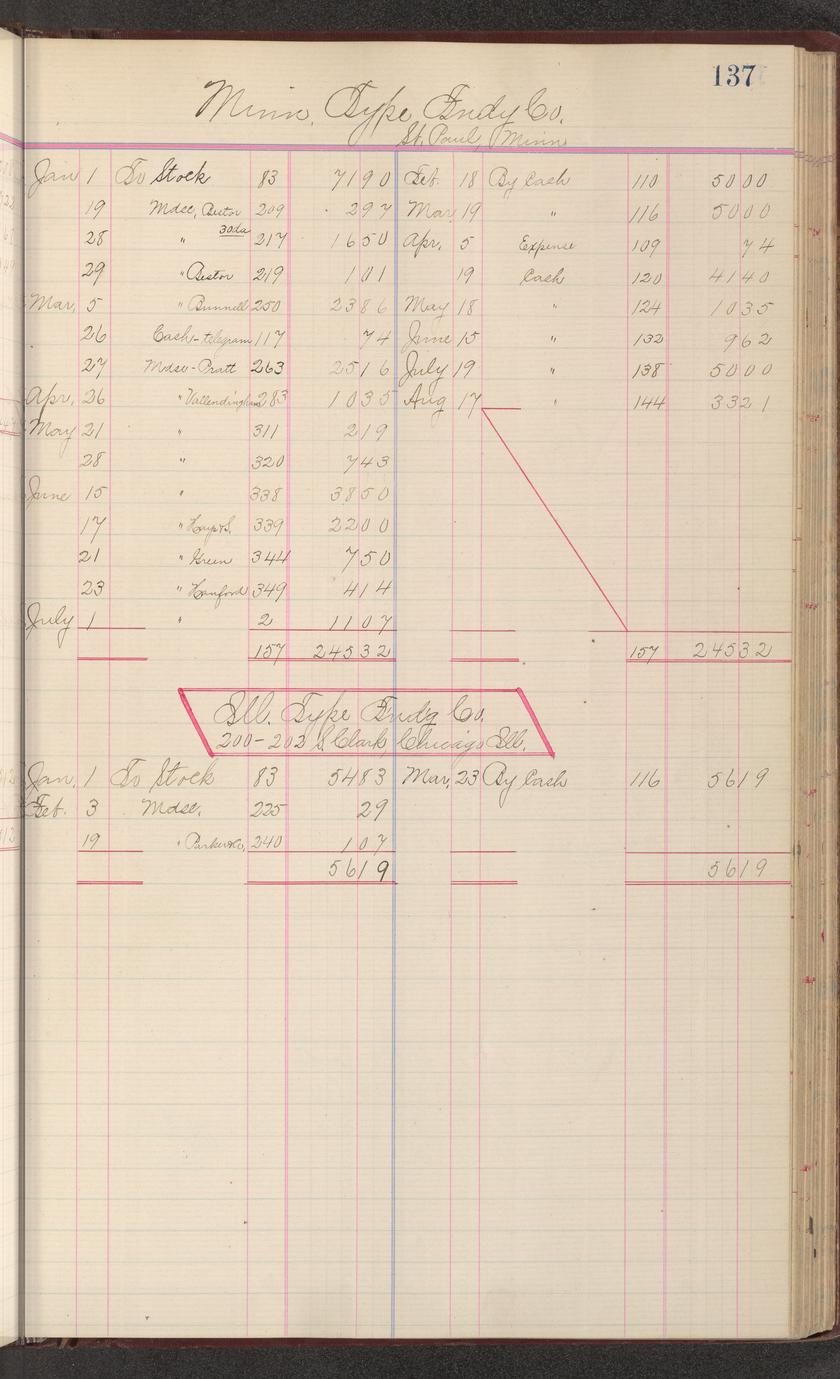 137
Minn. Type Fndy Co.
St. Paul, Minn
Jan 1 To Stock 83 71 90 Feb. 18 By Cash 110 50 00
19 Mdse, Bestor 209 2 97 Mar, 19 " 116 50 00
30da
28 " 217 16 50 Apr, 5 Expense 109 74
29 " Bestor 219 1 01 19 Cash 120 41 40
Mar, 5 " Bunnell 250 23 86 May 18 " 124 10 35
26 Cash-telegram 117 74 June 15 " 132 9 62
27 Mdse-Pratt 263 25 16 July 19 " 138 50 00
Apr, 26 " Vallendingham 283 10 35 Aug 17 " 144 33 21
May 21 " 311 2 19
28 " 320 7 43
June 15 " 338 38 50
17 " 339 22 00
21 " Green 344 7 50
23 " Hanford 349 4 14
July 1 " 2 11 07
157 245 32 157 245 32
Ill. Type Fndg Co.
200-202 S Clark, Chicago Ill.
Jan, 1 To Stock 83 54 83 Mar, 23 By Cash 116 56 19
Feb. 3 Mdse, 225 29
19 " Parker&Co, 240 1 07
56 19 56 19